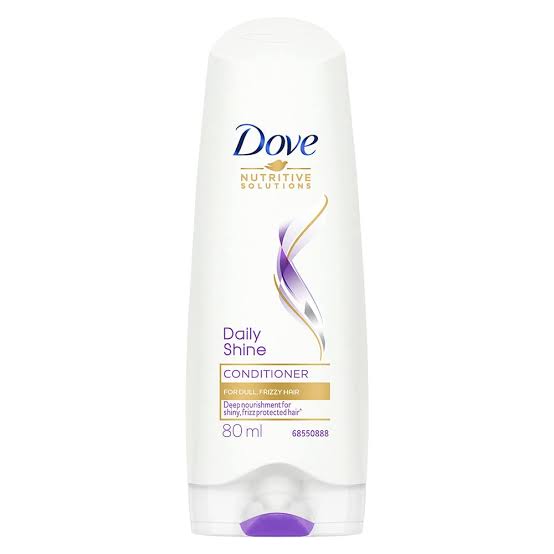 Dove
NUTRITIVE
SOLUTIONS
Daily
Shine
CONDITIONER
FOR DULL, FRIZZY HAIR
Deep nourishment for
shiny, frizz protected hair^
80 ml 68550888